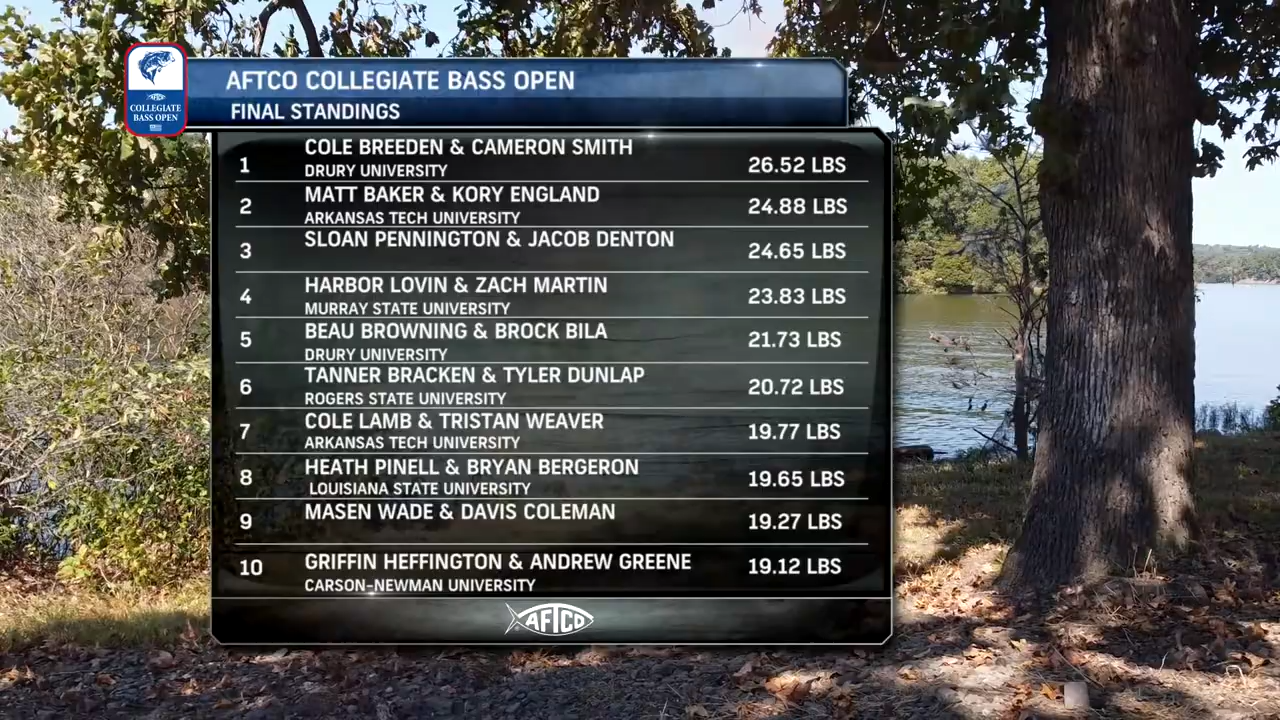 AFTCO COLLEGIATE BASS OPEN
FINAL STANDINGS
AFTCO
COLLEGIATE
BASS OPEN
1 COLE BREEDEN & CAMERON SMITH 26.52 LBS
DRURY UNIVERSITY
2 MATT BAKER & KORY ENGLAND 24.88 LBS
ARKANSAS TECH UNIVERSITY
3 SLOAN PENNINGTON & JACOB DENTON 24.65 LBS
4 HARBOR LOVIN & ZACH MARTIN 23.83 LBS
MURRAY STATE UNIVERSITY
5 BEAU BROWNING & BROCK BILA 21.73 LBS
DRURY UNIVERSITY
6 TANNER BRACKEN & TYLER DUNLAP 20.72 LBS
ROGERS STATE UNIVERSITY
7 COLE LAMB & TRISTAN WEAVER 19.77 LBS
ARKANSAS TECH UNIVERSITY
8 HEATH PINELL & BRYAN BERGERON 19.65 LBS
LOUISIANA STATE UNIVERSITY
9 MASEN WADE & DAVIS COLEMAN 19.27 LBS
10 GRIFFIN HEFFINGTON & ANDREW GREENE 19.12 LBS
CARSON-NEWMAN UNIVERSITY
AFTCO